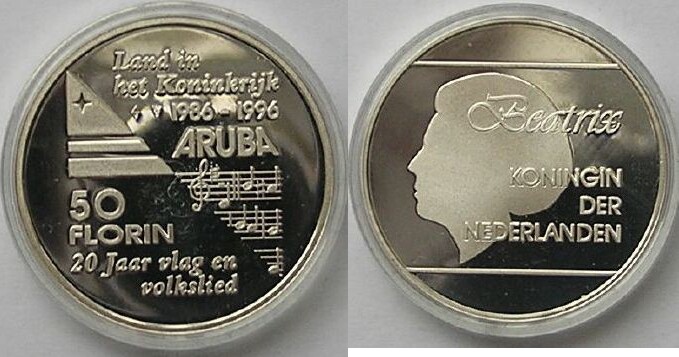 Land in
het Koninkrijk
1986 - 1996
ARUBA
50
FLORIN
20 Jaar vlag en
volkslied
Beatrix
KONINGIN
DER
NEDERLANDEN